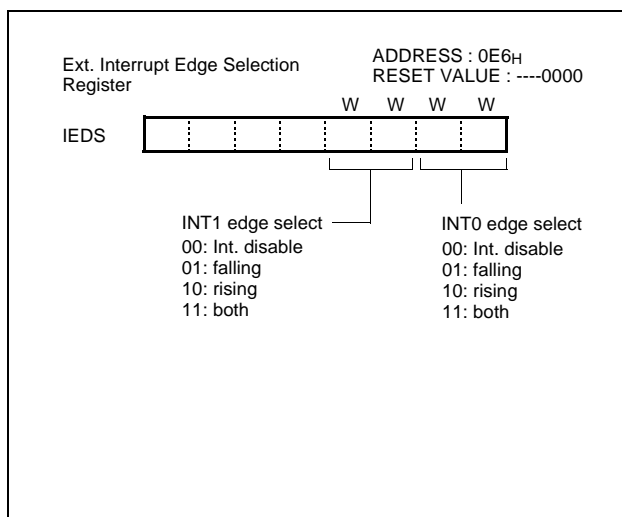 Ext. Interrupt Edge Selection
Register
ADDRESS : 0E6H
RESET VALUE : ----0000
W W W W
IEDS
INT1 edge select
00: Int. disable
01: falling
10: rising
11: both
INT0 edge select
00: Int. disable
01: falling
10: rising
11: both